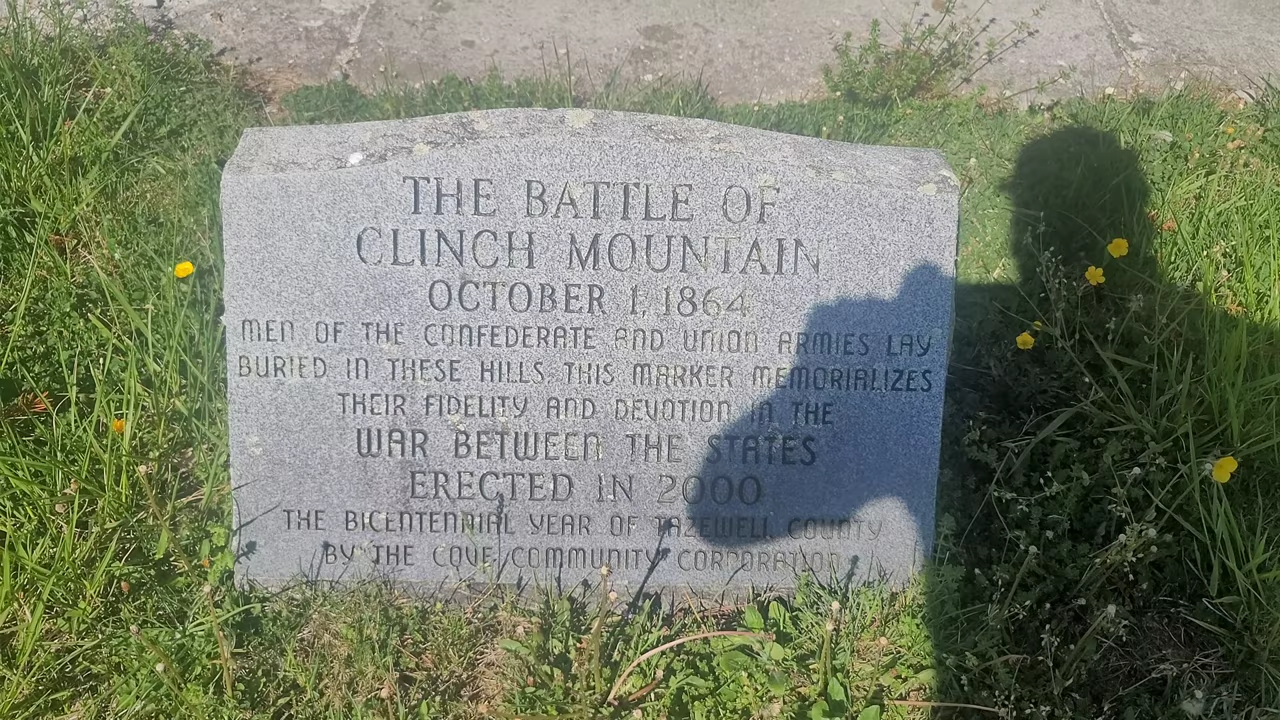 THE BATTLE OF
CLINCH MOUNTAIN
OCTOBER 1, 1864
MEN OF THE CONFEDERATE AND UNION ARMIES LAY
BURIED IN THESE HILLS. THIS MARKER MEMORIALIZES
THEIR FIDELITY AND DEVOTION IN THE
WAR BETWEEN THE STATES
ERECTED IN 2000
THE BICENTENNIAL YEAR OF TAZEWELL COUNTY
BY THE COVE COMMUNITY CORPORATION